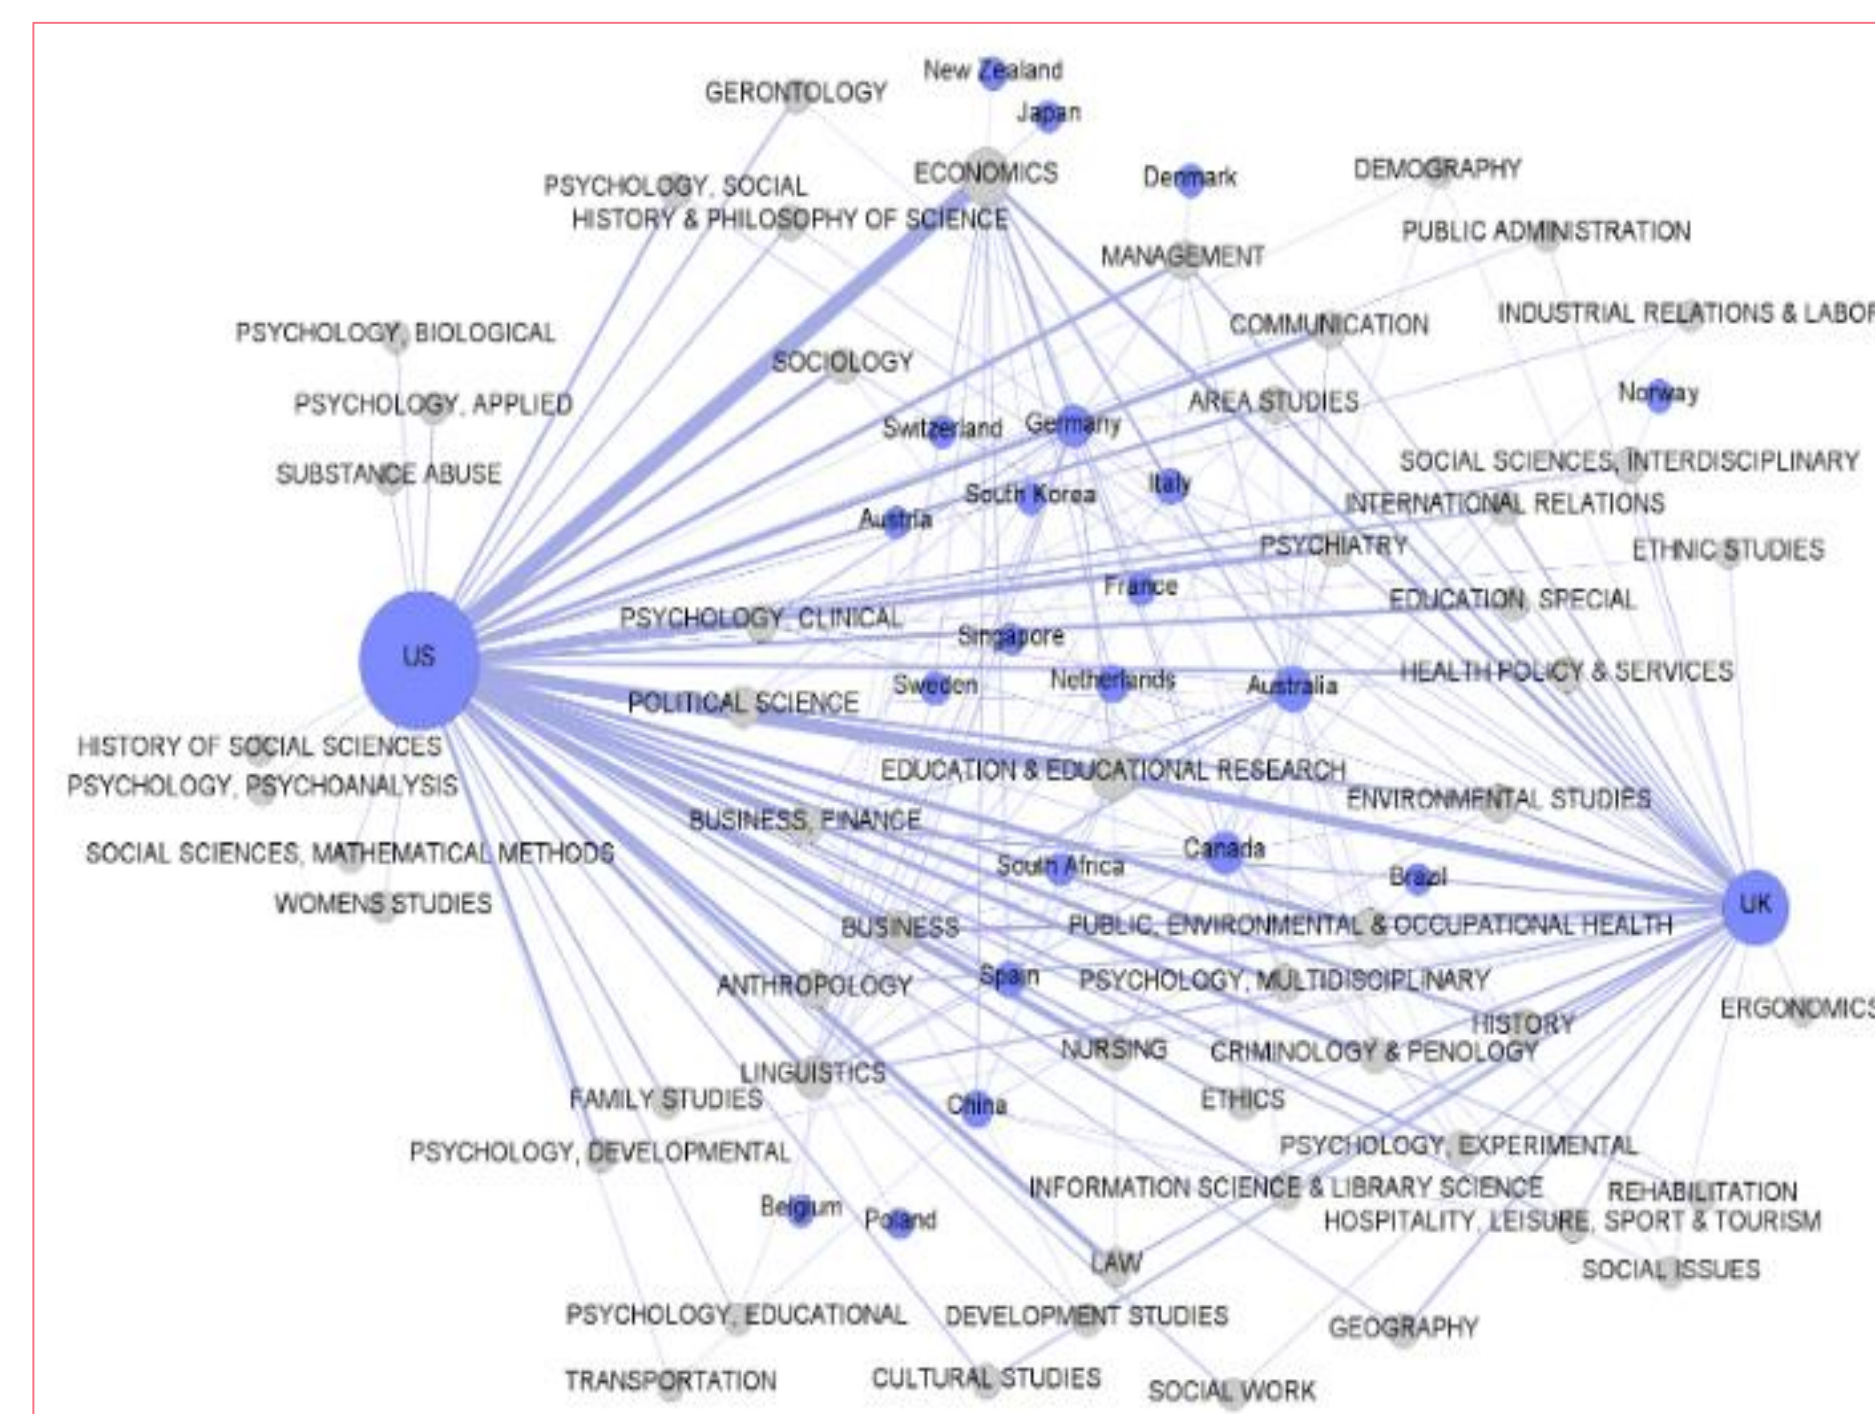 New Zealand
GERONTOLOGY
Japan
ECONOMICS
DEMOGRAPHY
Denmark
PSYCHOLOGY, SOCIAL
HISTORY & PHILOSOPHY OF SCIENCE
PUBLIC ADMINISTRATION
MANAGEMENT
INDUSTRIAL RELATIONS & LABOR
COMMUNICATION
PSYCHOLOGY, BIOLOGICAL
SOCIOLOGY
Norway
PSYCHOLOGY, APPLIED
AREA STUDIES
Switzerland
Germany
SOCIAL SCIENCES, INTERDISCIPLINARY
SUBSTANCE ABUSE
Italy
South Korea
INTERNATIONAL RELATIONS
Austria
PSYCHIATRY
ETHNIC STUDIES
France
EDUCATION, SPECIAL
PSYCHOLOGY, CLINICAL
Singapore
US
HEALTH POLICY & SERVICES
Netherlands
Sweden
Australia
POLITICAL SCIENCE
HISTORY OF SOCIAL SCIENCES
EDUCATION & EDUCATIONAL RESEARCH
PSYCHOLOGY, PSYCHOANALYSIS
ENVIRONMENTAL STUDIES
BUSINESS, FINANCE
Canada
SOCIAL SCIENCES, MATHEMATICAL METHODS
South Africa
Brazil
WOMENS STUDIES
UK
PUBLIC, ENVIRONMENTAL & OCCUPATIONAL HEALTH
BUSINESS
Spain
PSYCHOLOGY, MULTIDISCIPLINARY
ANTHROPOLOGY
ERGONOMICS
HISTORY
NURSING
CRIMINOLOGY & PENOLOGY
LINGUISTICS
FAMILY STUDIES
ETHICS
China
PSYCHOLOGY, EXPERIMENTAL
PSYCHOLOGY, DEVELOPMENTAL
INFORMATION SCIENCE & LIBRARY SCIENCE
REHABILITATION
Belgium
Poland
HOSPITALITY, LEISURE, SPORT & TOURISM
LAW
SOCIAL ISSUES
PSYCHOLOGY, EDUCATIONAL
DEVELOPMENT STUDIES
GEOGRAPHY
TRANSPORTATION
CULTURAL STUDIES
SOCIAL WORK